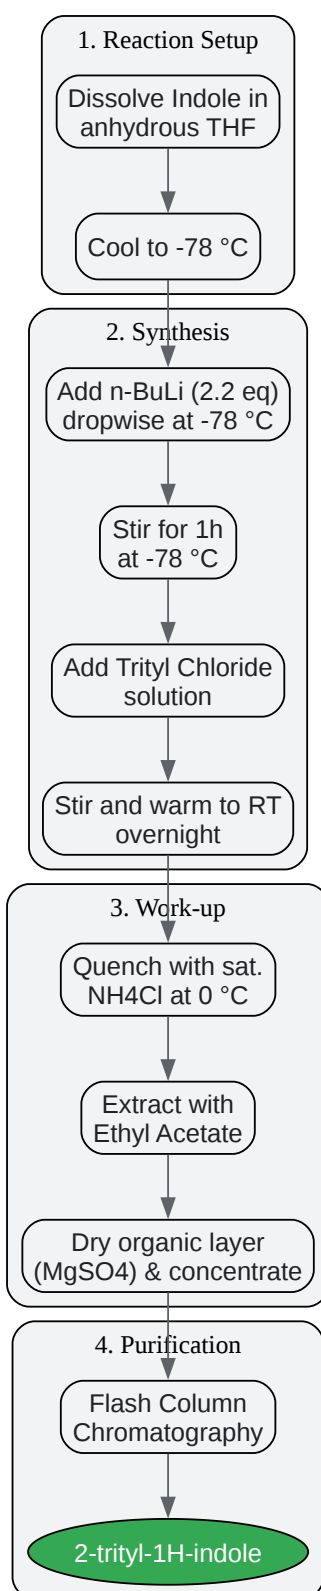 1. Reaction Setup
Dissolve Indole in
anhydrous THF
Cool to -78 °C
2. Synthesis
Add n-BuLi (2.2 eq)
dropwise at -78 °C
Stir for 1h
at -78 °C
Add Trityl Chloride
solution
Stir and warm to RT
overnight
3. Work-up
Quench with sat.
NH4Cl at 0 °C
Extract with
Ethyl Acetate
Dry organic layer
(MgSO4) & concentrate
4. Purification
Flash Column
Chromatography
2-trityl-1H-indole